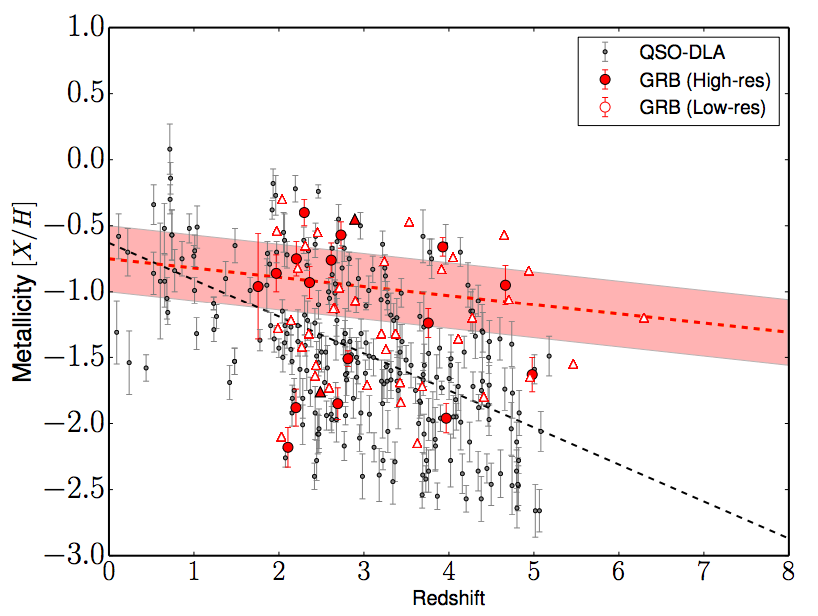 1.0
0.5
0.0
−0.5
−1.0
−1.5
−2.0
−2.5
−3.0
Metallicity [X/H]
QSO-DLA
GRB (High-res)
GRB (Low-res)
0 1 2 3 4 5 6 7 8
Redshift